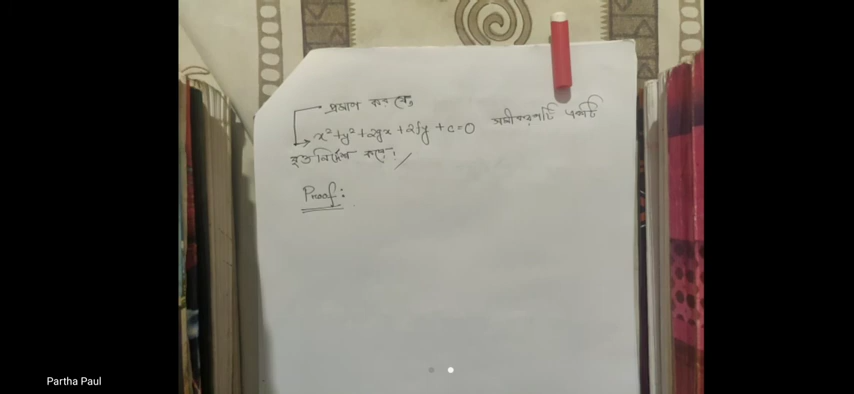 প্রমাণ কর যে,
x²+y²+2gx+2fy+c=0 সমীকরণটি একটি
বৃত্ত নির্দেশ করে।
Proof:
Partha Paul